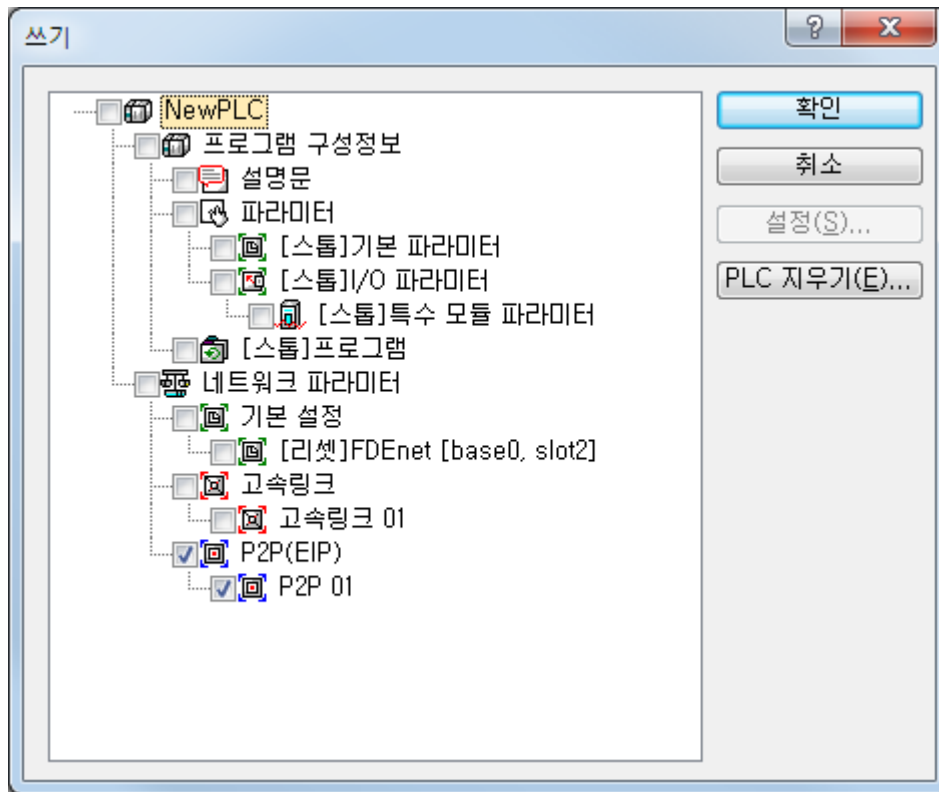 쓰기
NewPLC
프로그램 구성정보
설명문
파라미터
[스톱]기본 파라미터
[스톱]I/O 파라미터
[스톱]특수 모듈 파라미터
[스톱]프로그램
네트워크 파라미터
기본 설정
[리셋]FDEnet [base0, slot2]
고속링크
고속링크 01
P2P(EIP)
P2P 01
확인
취소
설정(S)...
PLC 지우기(E)...